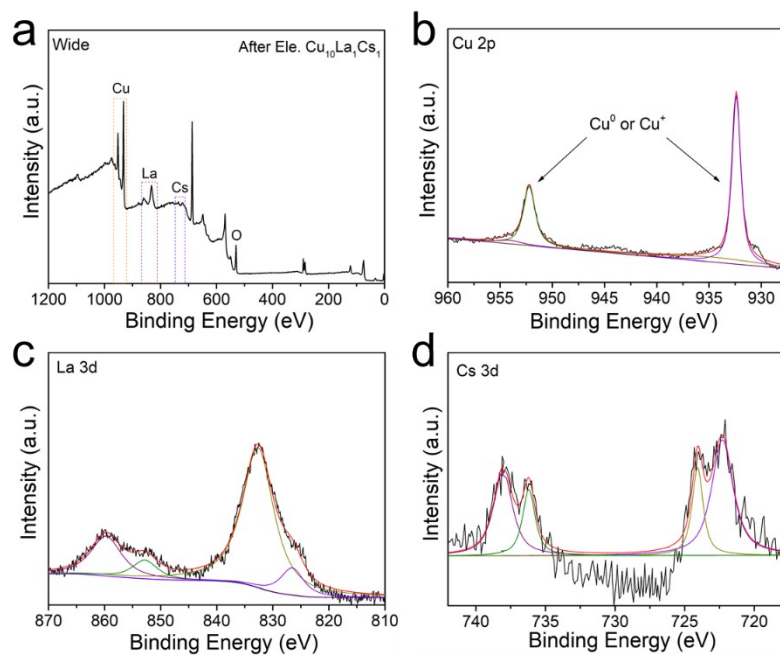 a
Wide
After Ele. Cu₁₀La₁Cs₁
Cu
La
Cs
O
Intensity (a.u.)
1200 1000 800 600 400 200 0
Binding Energy (eV)
b
Cu 2p
Cu⁰ or Cu⁺
Intensity (a.u.)
960 955 950 945 940 935 930
Binding Energy (eV)
c
La 3d
Intensity (a.u.)
870 860 850 840 830 820 810
Binding Energy (eV)
d
Cs 3d
Intensity (a.u.)
740 735 730 725 720
Binding Energy (eV)